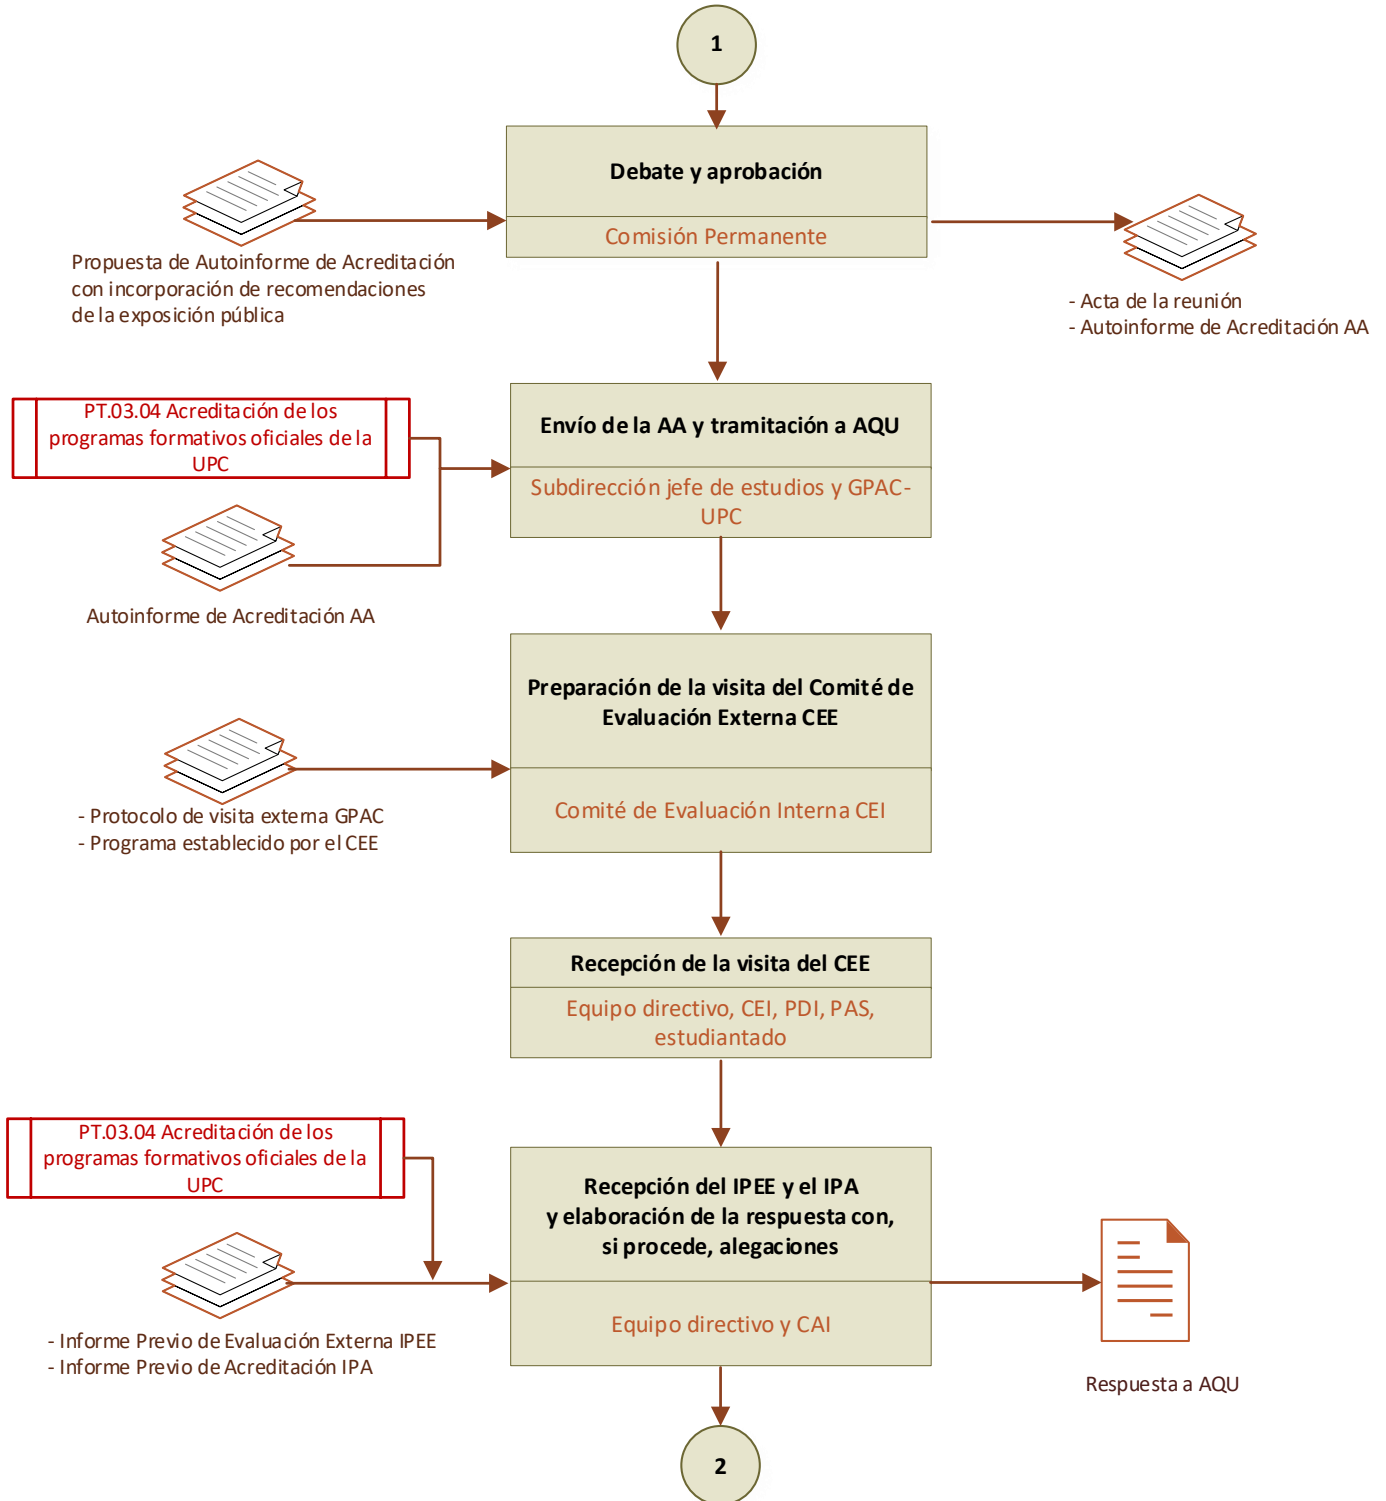 1
Debate y aprobación
Comisión Permanente
Propuesta de Autoinforme de Acreditación
con incorporación de recomendaciones
de la exposición pública
- Acta de la reunión
- Autoinforme de Acreditación AA
PT.03.04 Acreditación de los
programas formativos oficiales de la
UPC
Envío de la AA y tramitación a AQU
Subdirección jefe de estudios y GPAC-
UPC
Autoinforme de Acreditación AA
Preparación de la visita del Comité de
Evaluación Externa CEE
Comité de Evaluación Interna CEI
- Protocolo de visita externa GPAC
- Programa establecido por el CEE
Recepción de la visita del CEE
Equipo directivo, CEI, PDI, PAS,
estudiantado
PT.03.04 Acreditación de los
programas formativos oficiales de la
UPC
Recepción del IPEE y el IPA
y elaboración de la respuesta con,
si procede, alegaciones
Equipo directivo y CAI
- Informe Previo de Evaluación Externa IPEE
- Informe Previo de Acreditación IPA
Respuesta a AQU
2